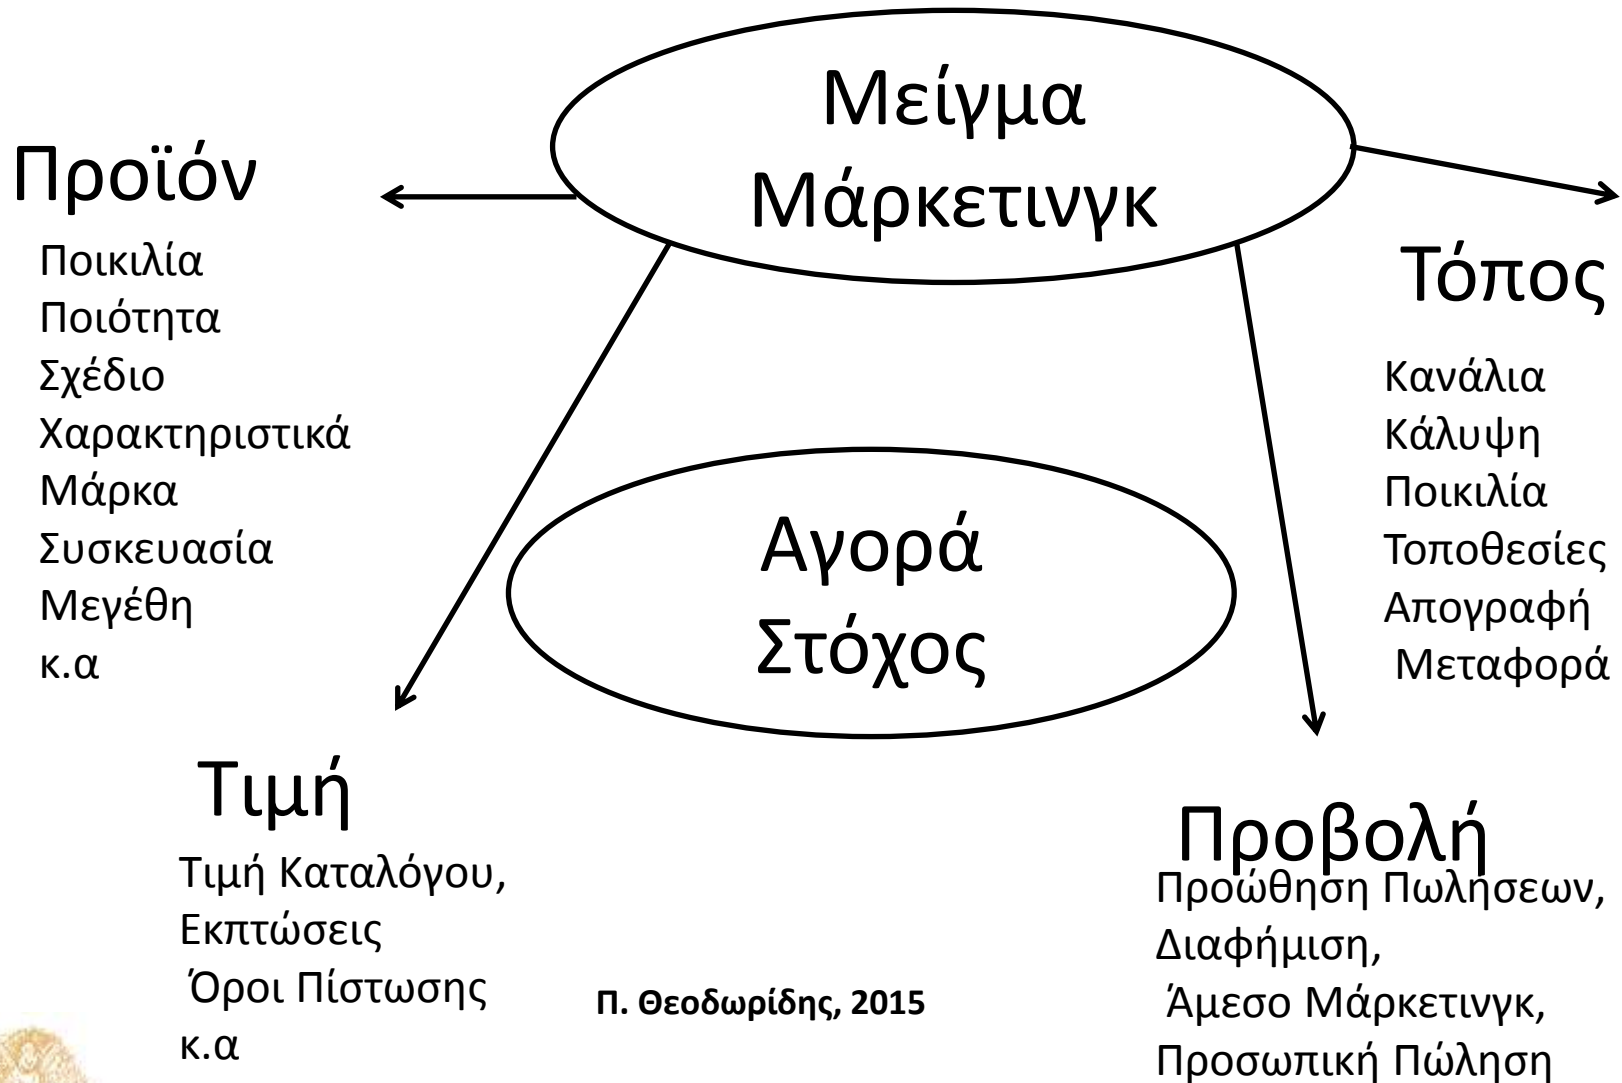 Μείγμα
Μάρκετινγκ
Προϊόν
Ποικιλία
Ποιότητα
Σχέδιο
Χαρακτηριστικά
Μάρκα
Συσκευασία
Μεγέθη
κ.α
Τόπος
Κανάλια
Κάλυψη
Ποικιλία
Τοποθεσίες
Απογραφή
Μεταφορά
Αγορά
Στόχος
Τιμή
Τιμή Καταλόγου,
Εκπτώσεις
Όροι Πίστωσης
κ.α
Προβολή
Προώθηση Πωλήσεων,
Διαφήμιση,
Άμεσο Μάρκετινγκ,
Προσωπική Πώληση
Π. Θεοδωρίδης, 2015